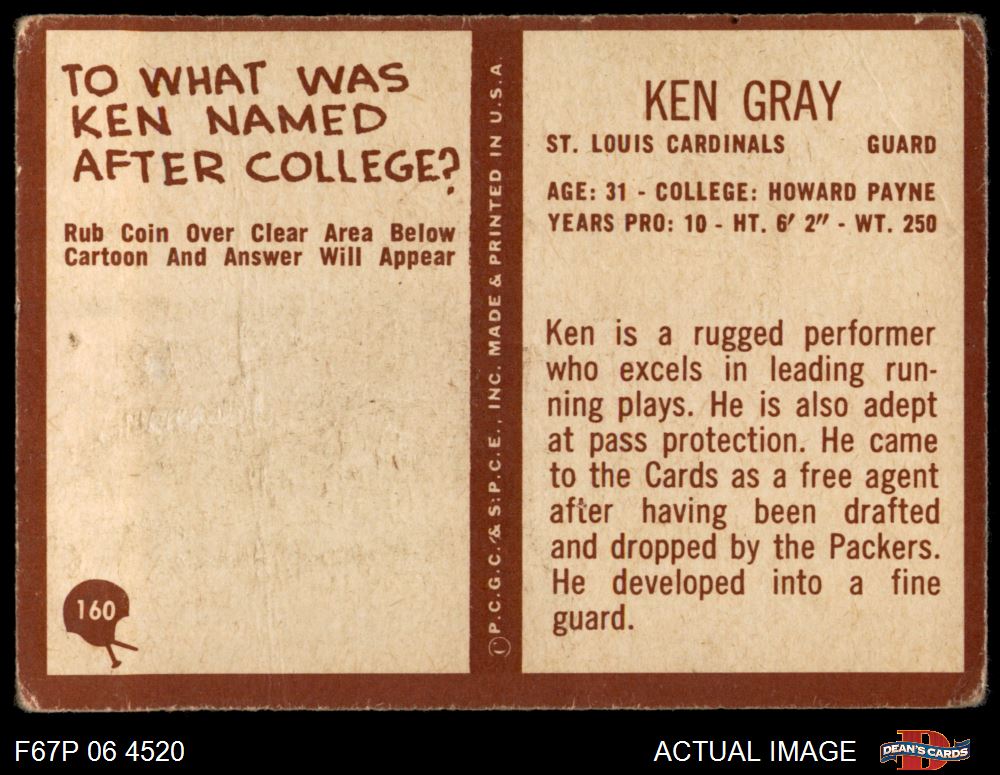 TO WHAT WAS
KEN NAMED
AFTER COLLEGE?
Rub Coin Over Clear Area Below
Cartoon And Answer Will Appear
160
P.C.G.C. & S:P.C.E., INC. MADE & PRINTED IN U.S.A
KEN GRAY
ST. LOUIS CARDINALS GUARD
AGE: 31 - COLLEGE: HOWARD PAYNE
YEARS PRO: 10 - HT. 6′ 2″ - WT. 250
Ken is a rugged performer
who excels in leading run-
ning plays. He is also adept
at pass protection. He came
to the Cards as a free agent
after having been drafted
and dropped by the Packers.
He developed into a fine
guard.
F67P 06 4520
ACTUAL IMAGE
D
DEAN'S CARDS